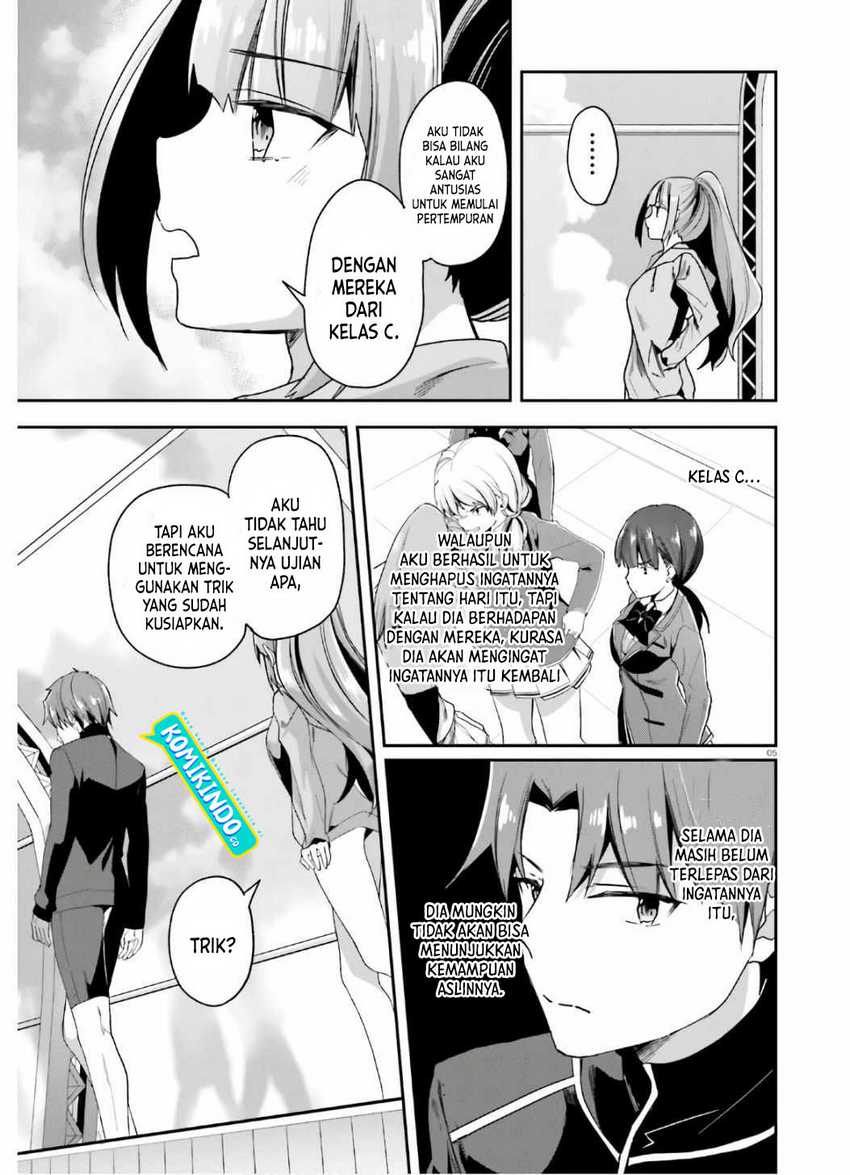 ......
AKU TIDAK
BISA BILANG
KALAU AKU
SANGAT
ANTUSIAS
UNTUK MEMULAI
PERTEMPURAN
DENGAN
MEREKA
DARI
KELAS C.
KELAS C...
WALAUPUN
AKU BERHASIL UNTUK
MENGHAPUS INGATANNYA
TENTANG HARI ITU, TAPI
KALAU DIA BERHADAPAN
DENGAN MEREKA, KURASA
DIA AKAN MENGINGAT
INGATANNYA ITU KEMBALI
05
AKU
TIDAK TAHU
SELANJUT-
NYA UJIAN
APA,
TAPI AKU
BERENCANA
UNTUK MENG-
GUNAKAN TRIK
YANG SUDAH
KUSIAPKAN.
KOMIKINDO
.CO
TRIK?
SELAMA DIA
MASIH BELUM
TERLEPAS DARI
INGATANNYA
ITU,
DIA MUNGKIN
TIDAK AKAN BISA
MENUNJUKKAN
KEMAMPUAN
ASLINNYA.